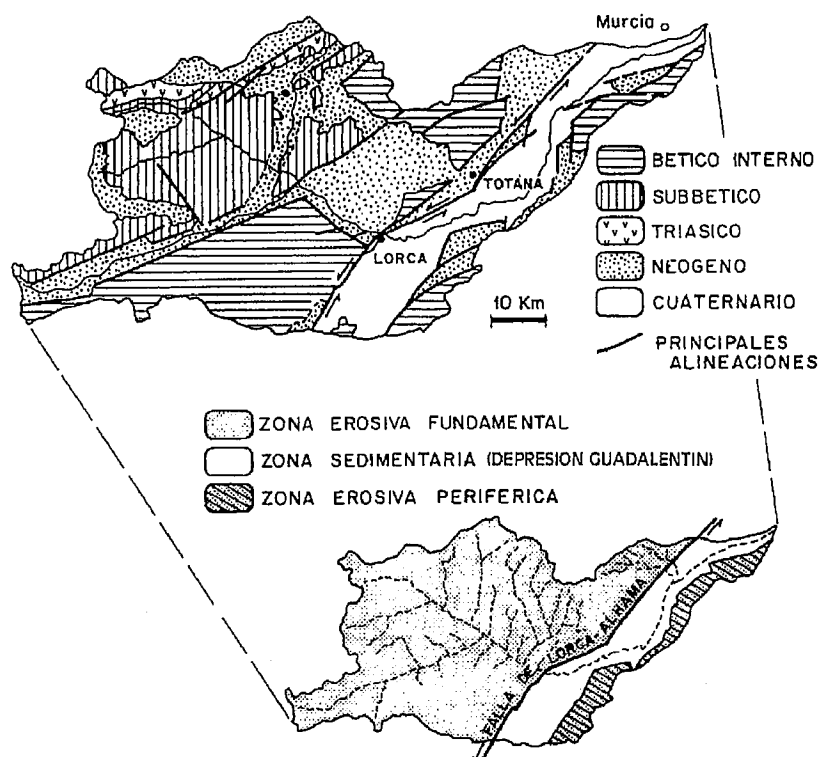 Murcia
BETICO INTERNO
SUBBETICO
TRIASICO
NEOGENO
CUATERNARIO
PRINCIPALES
ALINEACIONES
TOTANA
LORCA
10 Km
ZONA EROSIVA FUNDAMENTAL
ZONA SEDIMENTARIA (DEPRESION GUADALENTIN)
ZONA EROSIVA PERIFERICA
FALLA DE LORCA-ALHAMA